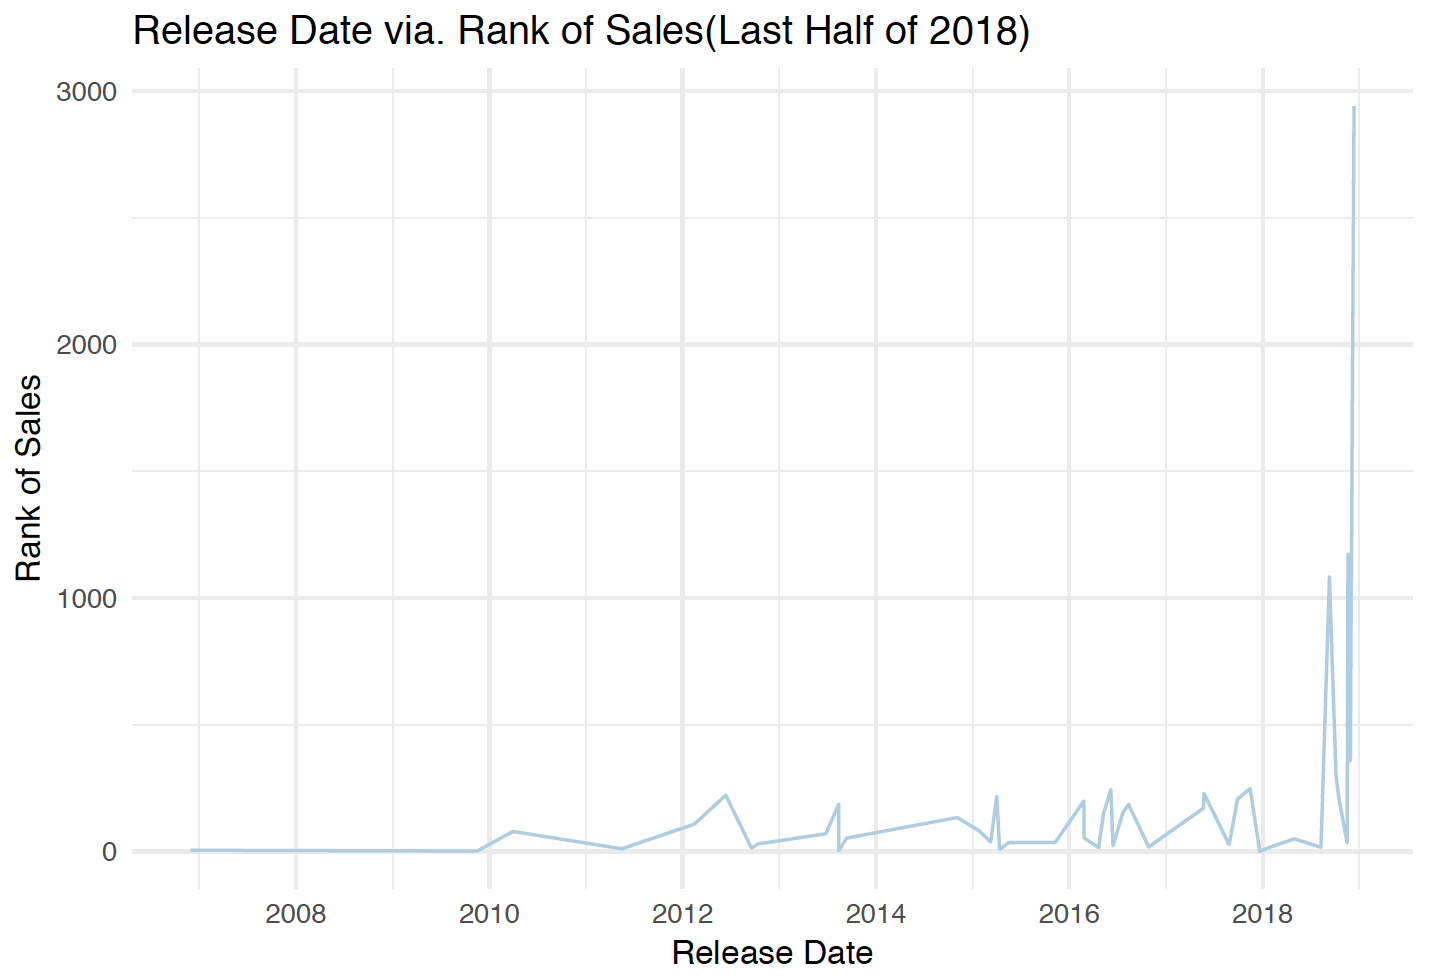 Release Date via. Rank of Sales(Last Half of 2018)
3000
2000
1000
0
Rank of Sales
2008 2010 2012 2014 2016 2018
Release Date